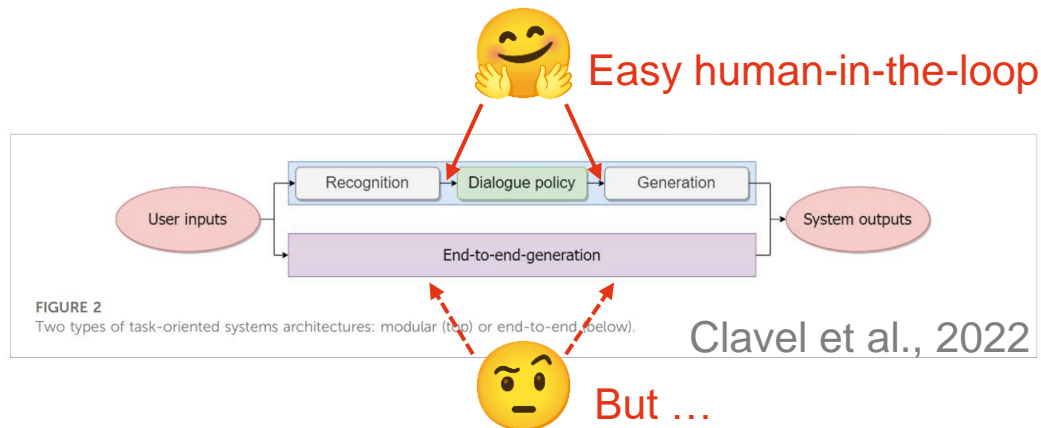 Easy human-in-the-loop
Recognition
Dialogue policy
Generation
User inputs
System outputs
End-to-end-generation
FIGURE 2
Two types of task-oriented systems architectures: modular (top) or end-to-end (below).
Clavel et al., 2022
But ...